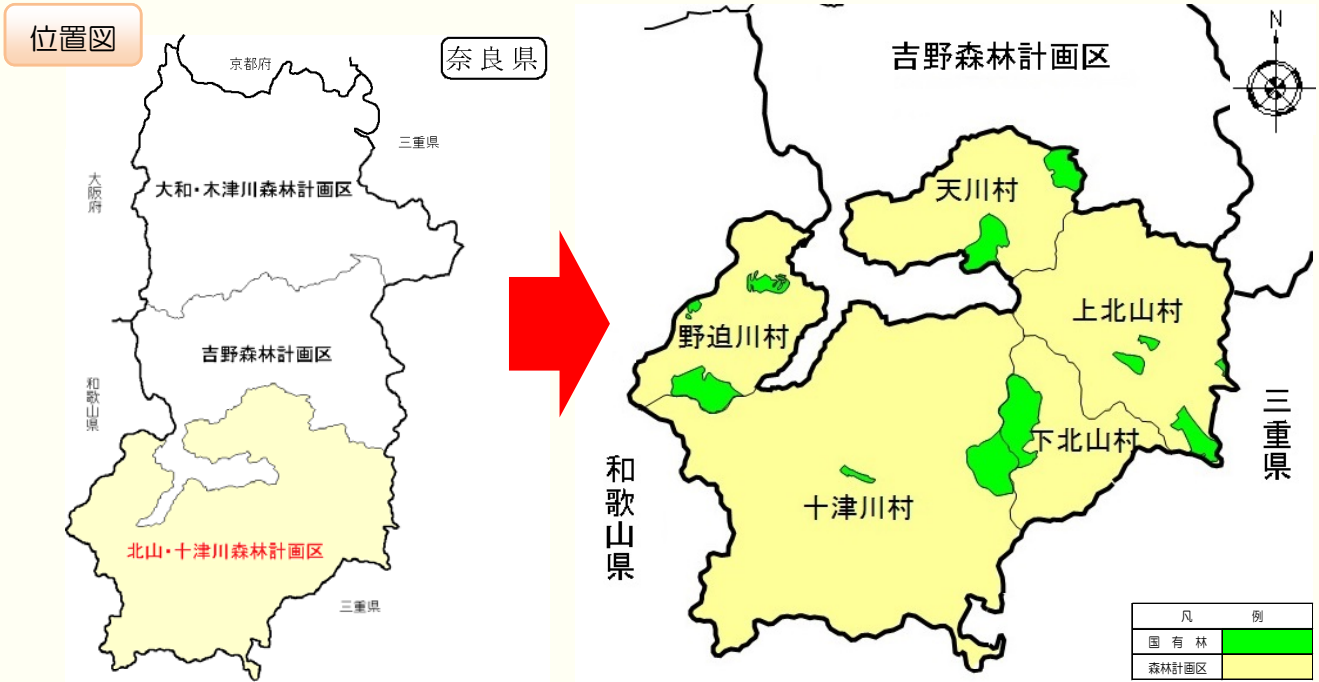 位置図
奈良県
京都府
三重県
大阪府
大和・木津川森林計画区
吉野森林計画区
和歌山県
北山・十津川森林計画区
三重県
吉野森林計画区
N
天川村
上北山村
野迫川村
下北山村
十津川村
三重県
和歌山県
凡 例
国 有 林
森林計画区